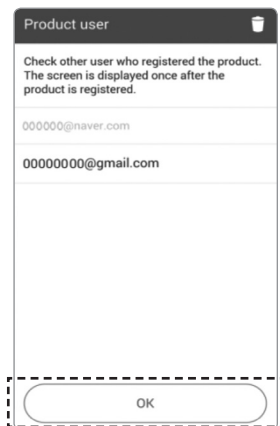 Product user
Check other user who registered the product.
The screen is displayed once after the
product is registered.
000000@naver.com
00000000@gmail.com
OK